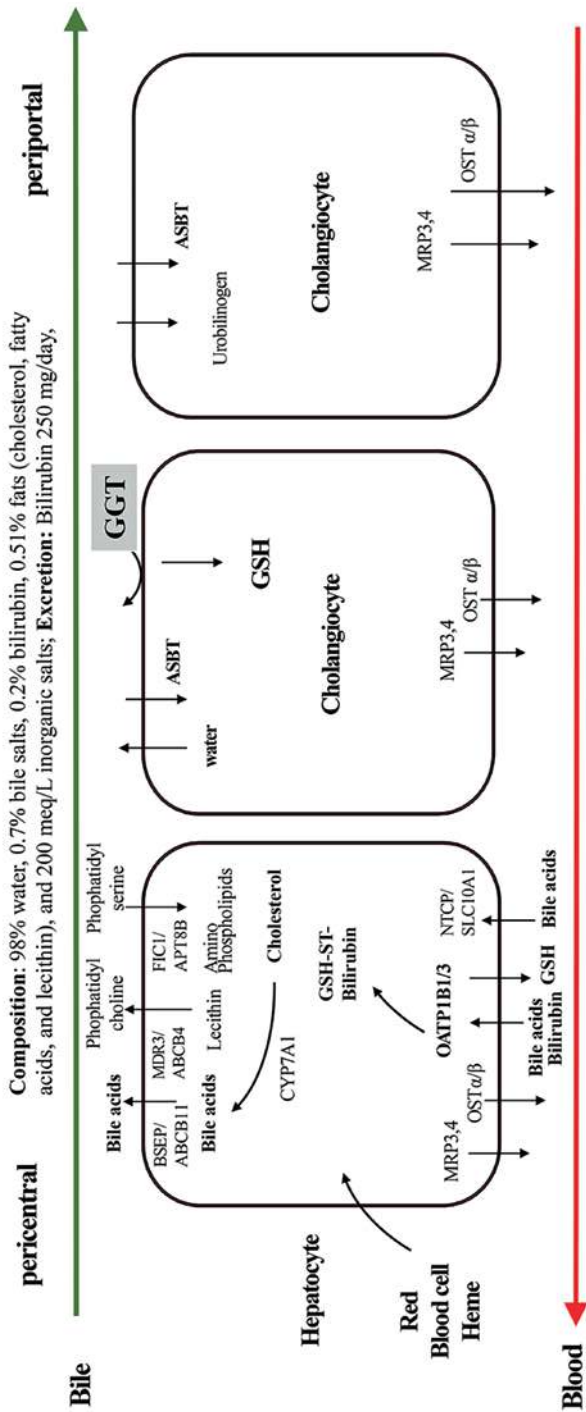 pericentral
periportal
Composition: 98% water, 0.7% bile salts, 0.2% bilirubin, 0.51% fats (cholesterol, fatty
acids, and lecithin), and 200 meq/L inorganic salts; Excretion: Bilirubin 250 mg/day,
Bile
Bile acids
Phophatidyl
choline
Phophatidyl
serine
BSEP/
ABCB11
MDR3/
ABCB4
FIC1/
APT8B
Bile acids
Lecithin
Amino
Phospholipids
CYP7A1
Cholesterol
Hepatocyte
GSH-ST-
Bilirubin
Red
Blood cell
Heme
MRP3,4
OSTα/β
OATP1B1/3
NTCP/
SLC10A1
Bile acids
Bilirubin
GSH
Bile acids
GGT
water
ASBT
GSH
Cholangiocyte
MRP3,4
OST α/β
Urobilinogen
ASBT
Cholangiocyte
MRP3,4
OST α/β
Blood